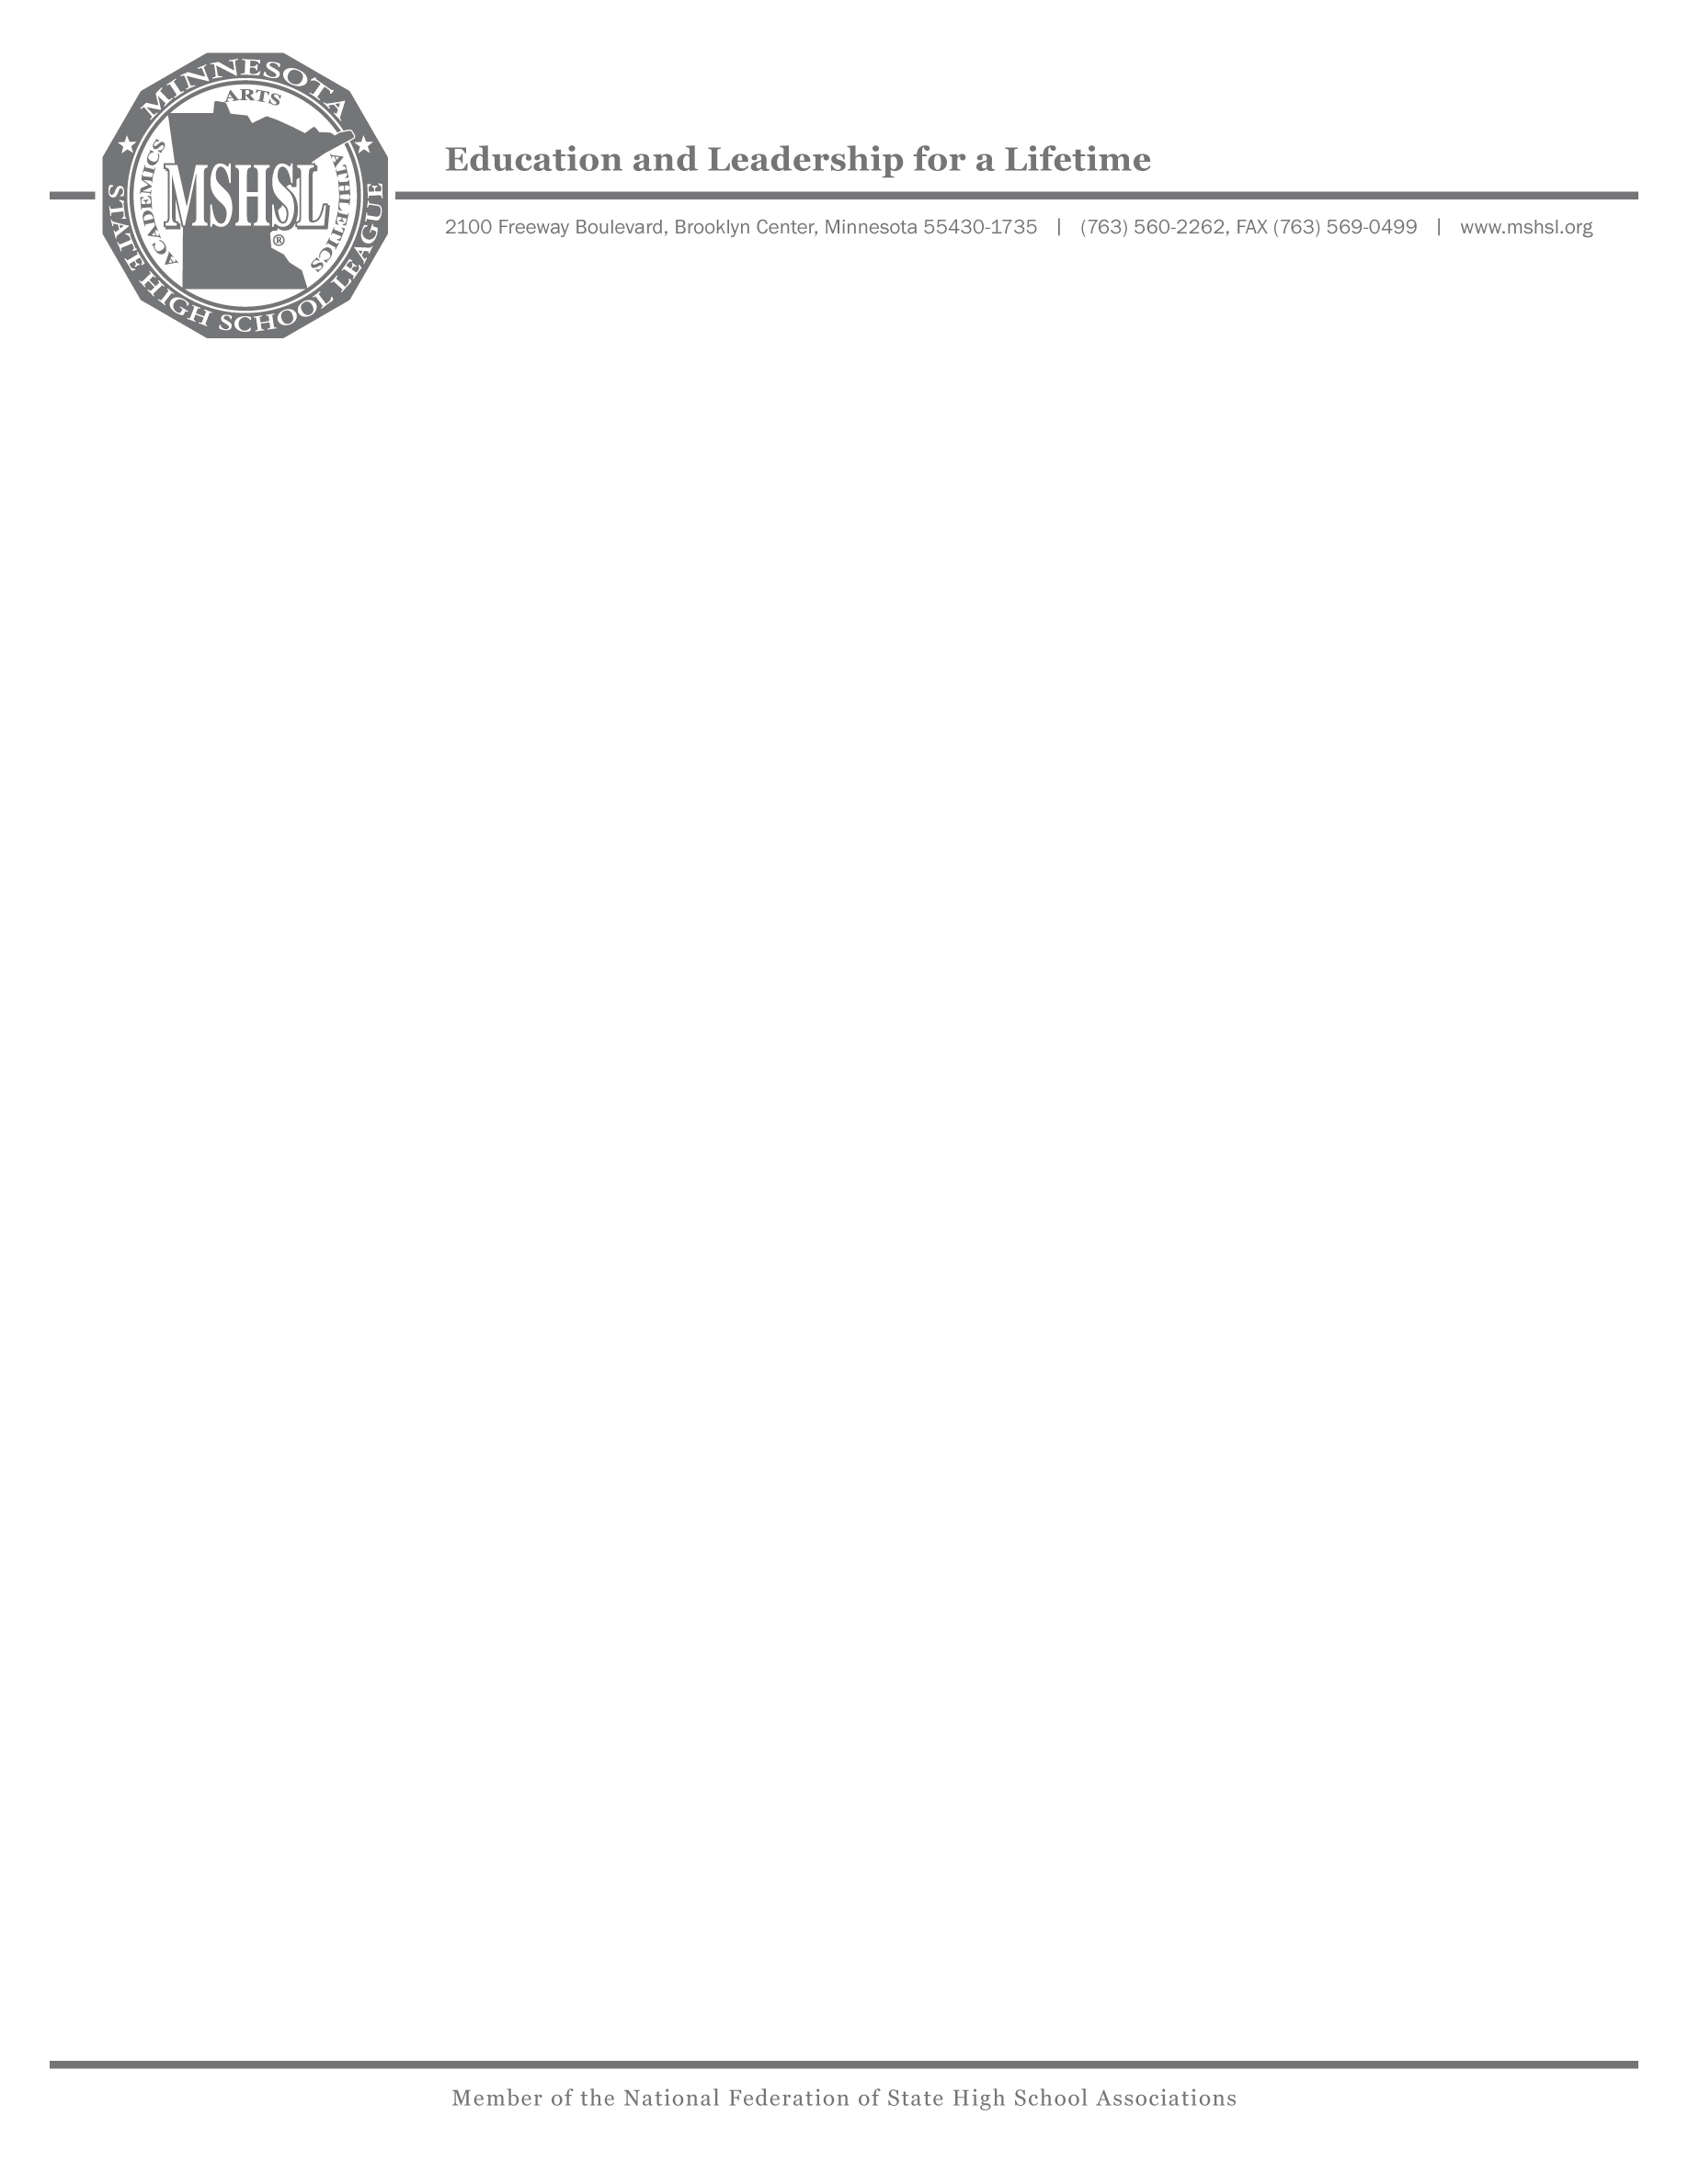 MINNESOTA
STATE HIGH SCHOOL LEAGUE
ARTS
ACADEMICS
ATHLETICS
MSHSL
®
Education and Leadership for a Lifetime
2100 Freeway Boulevard, Brooklyn Center, Minnesota 55430-1735 | (763) 560-2262, FAX (763) 569-0499 | www.mshsl.org
Member of the National Federation of State High School Associations